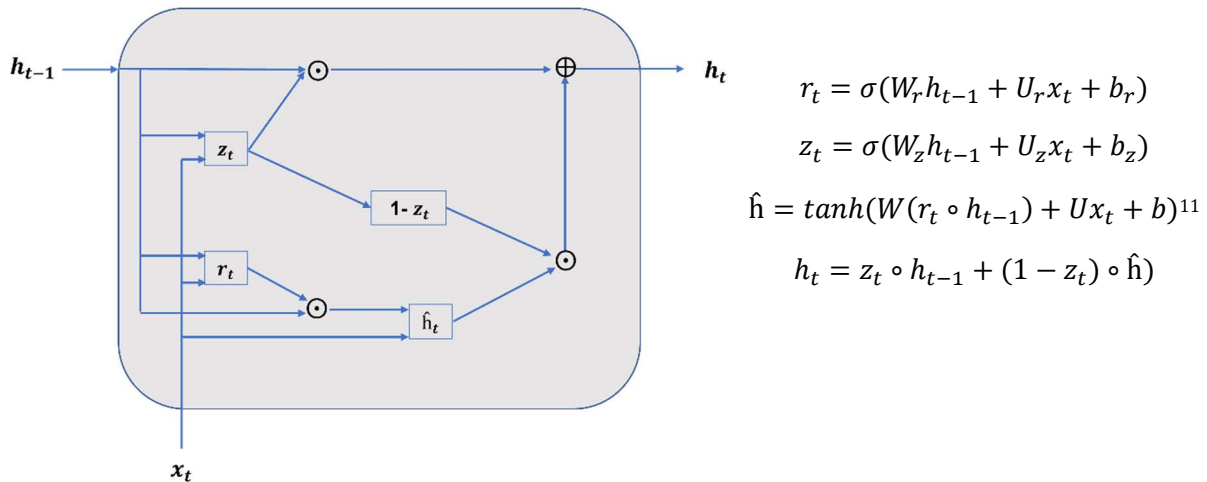 h_{t-1}
h_t
z_t
1- z_t
r_t
ĥ_t
x_t
r_t = σ(W_r h_{t-1} + U_r x_t + b_r)
z_t = σ(W_z h_{t-1} + U_z x_t + b_z)
ĥ = tanh(W(r_t ∘ h_{t-1}) + Ux_t + b)¹¹
h_t = z_t ∘ h_{t-1} + (1 − z_t) ∘ ĥ)